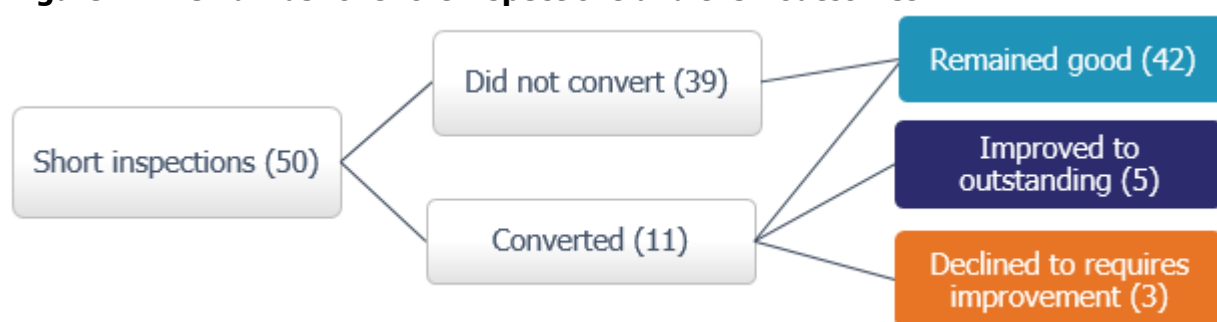 Short inspections (50)
Did not convert (39)
Converted (11)
Remained good (42)
Improved to
outstanding (5)
Declined to requires
improvement (3)